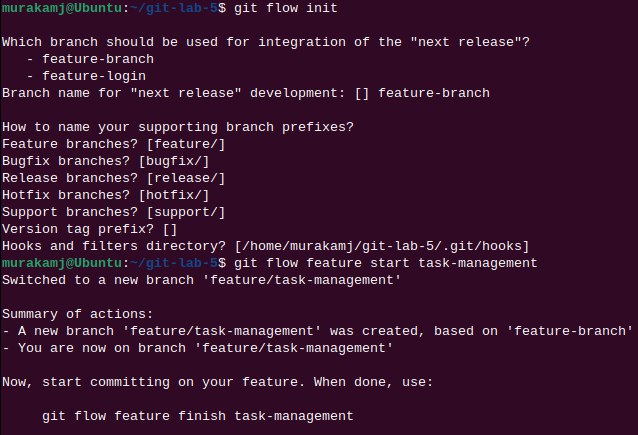 murakamj@Ubuntu:~/git-lab-5$ git flow init

Which branch should be used for integration of the "next release"?
   - feature-branch
   - feature-login
Branch name for "next release" development: [] feature-branch

How to name your supporting branch prefixes?
Feature branches? [feature/]
Bugfix branches? [bugfix/]
Release branches? [release/]
Hotfix branches? [hotfix/]
Support branches? [support/]
Version tag prefix? []
Hooks and filters directory? [/home/murakamj/git-lab-5/.git/hooks]
murakamj@Ubuntu:~/git-lab-5$ git flow feature start task-management
Switched to a new branch 'feature/task-management'

Summary of actions:
- A new branch 'feature/task-management' was created, based on 'feature-branch'
- You are now on branch 'feature/task-management'

Now, start committing on your feature. When done, use:

     git flow feature finish task-management